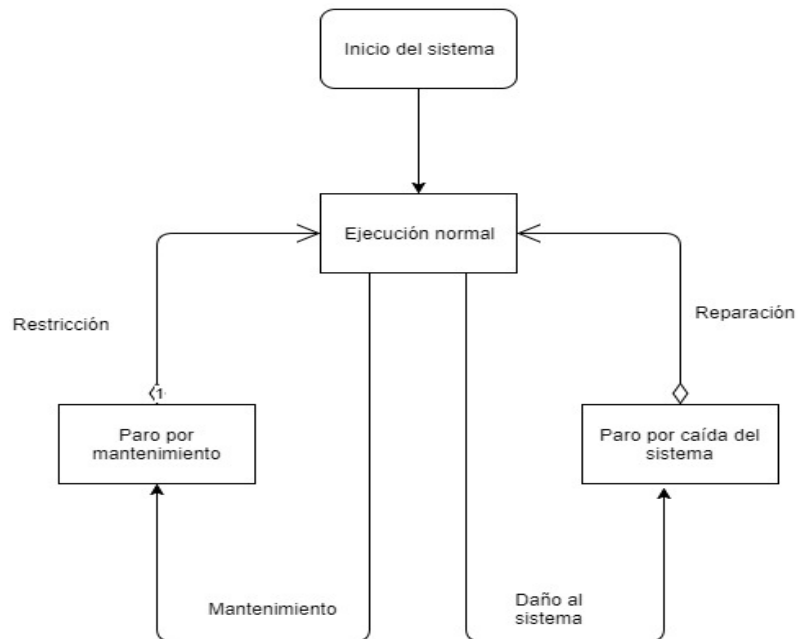 Inicio del sistema
Ejecución normal
Restricción
Reparación
1
Paro por
mantenimiento
Paro por caída del
sistema
Mantenimiento
Daño al
sistema